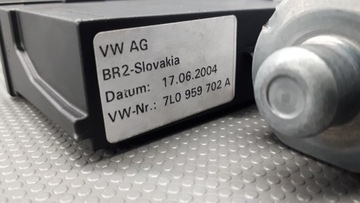 VW AG
BR2-Slovakia
Datum: 17.06.2004
VW-Nr.: 7L0 959 702 A